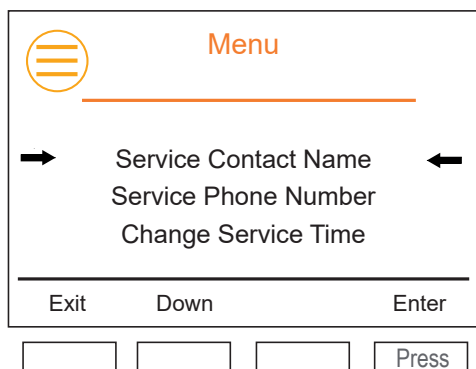 Menu
Service Contact Name
Service Phone Number
Change Service Time
Exit Down Enter
Press